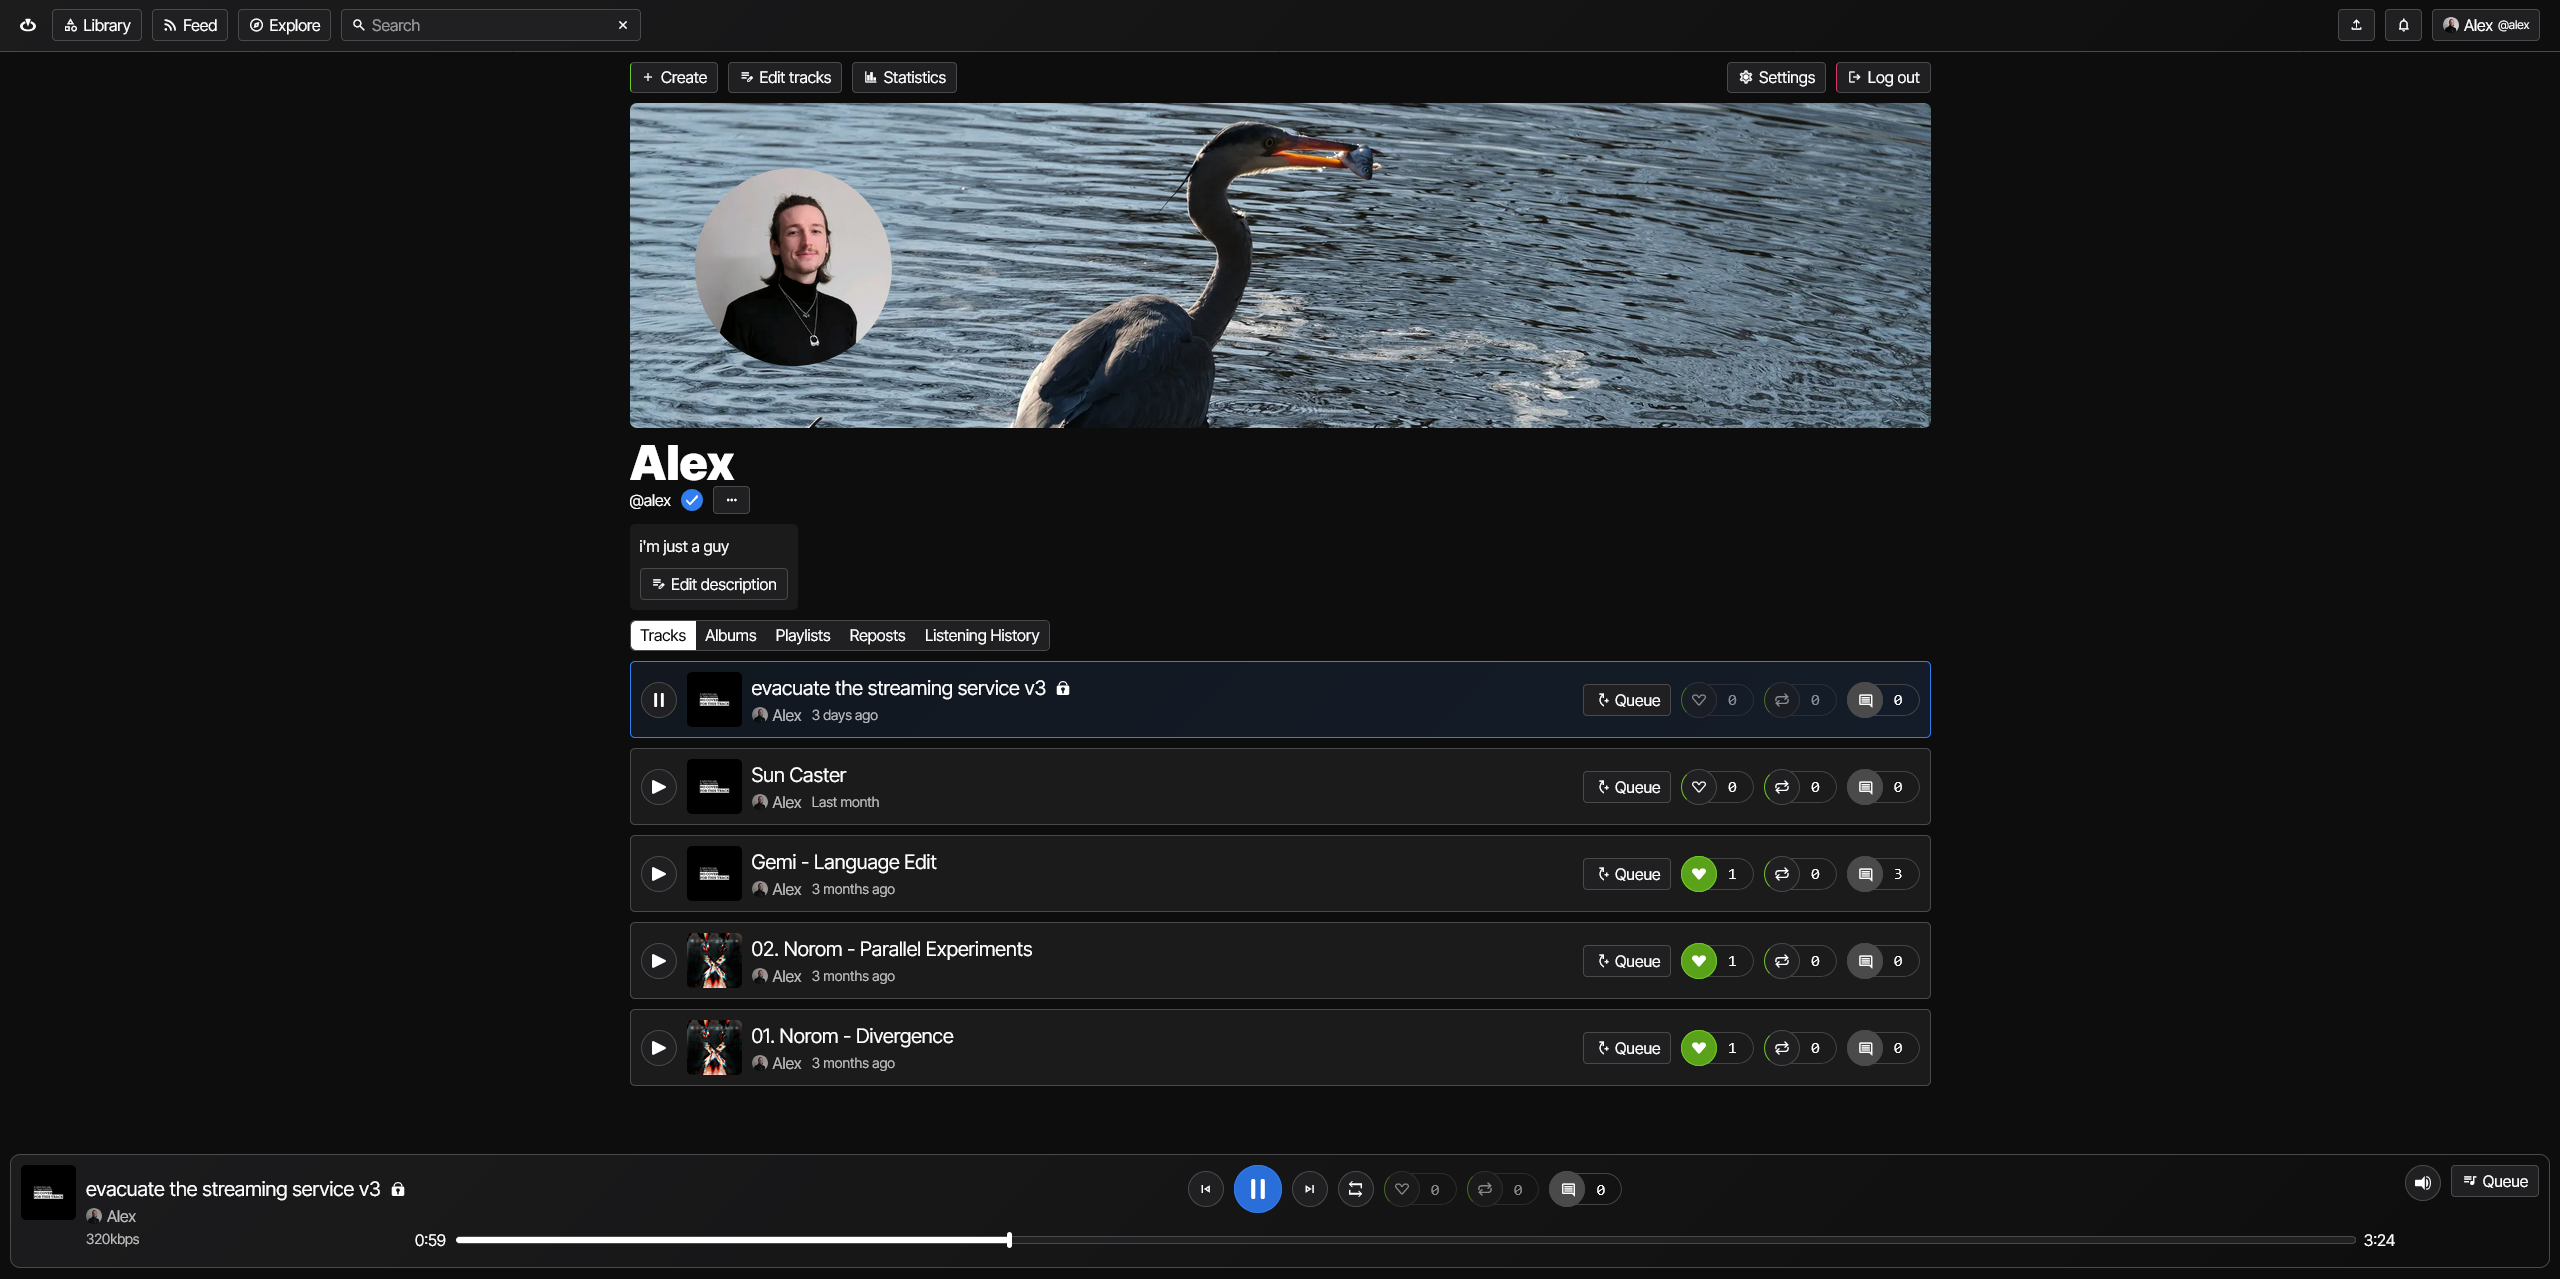 Library Feed Explore Search Alex @alex
Create Edit tracks Statistics Settings Log out
Alex
@alex
i'm just a guy
Edit description
Tracks Albums Playlists Reposts Listening History
evacuate the streaming service v3
Alex 3 days ago
Queue 0 0 0
Sun Caster
Alex Last month
Queue 0 0 0
Gemi - Language Edit
Alex 3 months ago
Queue 1 0 3
02. Norom - Parallel Experiments
Alex 3 months ago
Queue 1 0 0
01. Norom - Divergence
Alex 3 months ago
Queue 1 0 0
evacuate the streaming service v3
Alex
320kbps
0 0 0
Queue
0:59 3:24